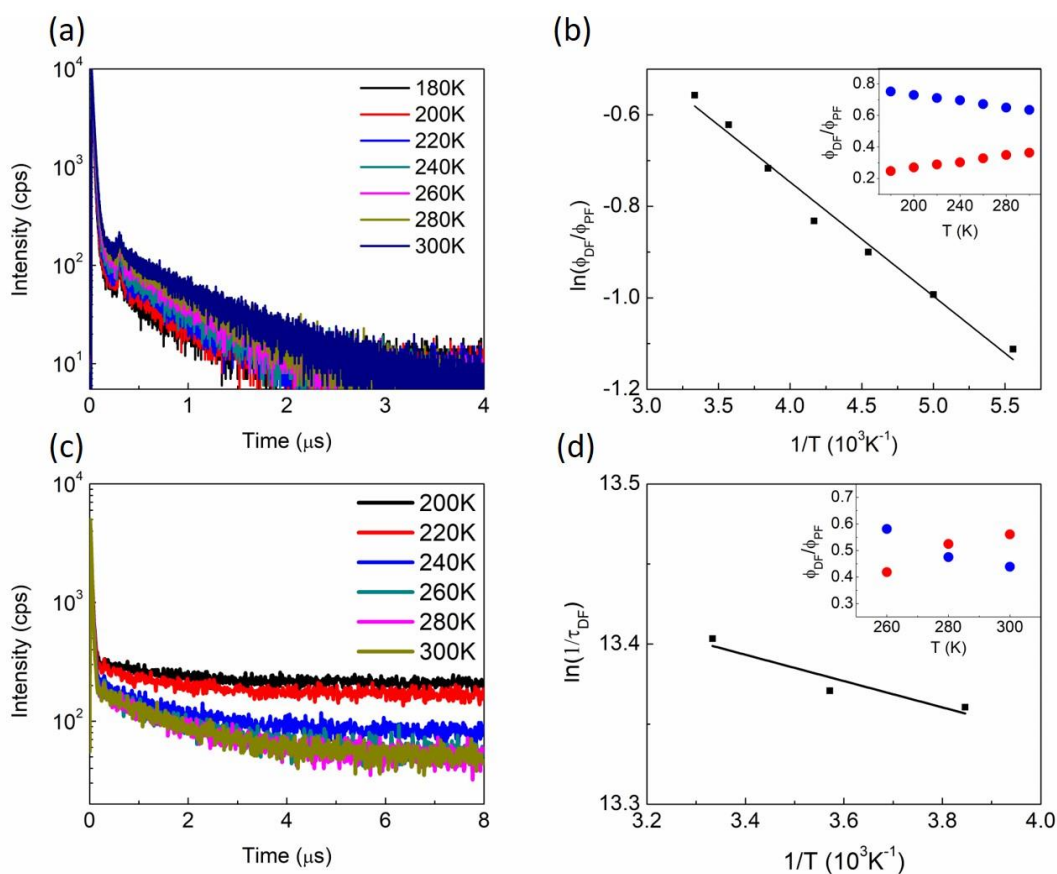 (a)
10⁴
10³
10²
10¹
Intensity (cps)
180K
200K
220K
240K
260K
280K
300K
0 1 2 3 4
Time (μs)
(b)
-0.6
-0.8
-1.0
-1.2
ln(ϕDF/ϕPF)
0.8
0.6
0.4
0.2
ϕDF/ϕPF
200 240 280
T (K)
3.0 3.5 4.0 4.5 5.0 5.5
1/T (10³K⁻¹)
(c)
10⁴
10³
10²
Intensity (cps)
200K
220K
240K
260K
280K
300K
0 2 4 6 8
Time (μs)
(d)
13.5
13.4
13.3
ln(1/τDF)
0.7
0.6
0.5
0.4
0.3
ϕDF/ϕPF
260 280 300
T (K)
3.2 3.4 3.6 3.8 4.0
1/T (10³K⁻¹)